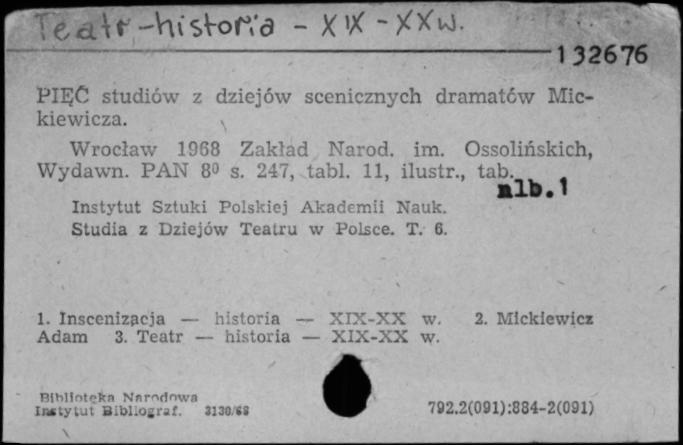 Teatr - historia - XIX - XX w.
132676
PIĘĆ studiów z dziejów scenicznych dramatów Mic-
kiewicza.
Wrocław 1968 Zakład Narod. im. Ossolińskich,
Wydawn. PAN 8⁰ s. 247, tabl. 11, ilustr., tab.
nlb. 1
Instytut Sztuki Polskiej Akademii Nauk.
Studia z Dziejów Teatru w Polsce. T. 6.
1. Inscenizacja — historia — XIX-XX w. 2. Mickiewicz
Adam 3. Teatr — historia — XIX-XX w.
Biblioteka Narodowa
Instytut Bibliograf. 3130/68 792.2(091):884-2(091)